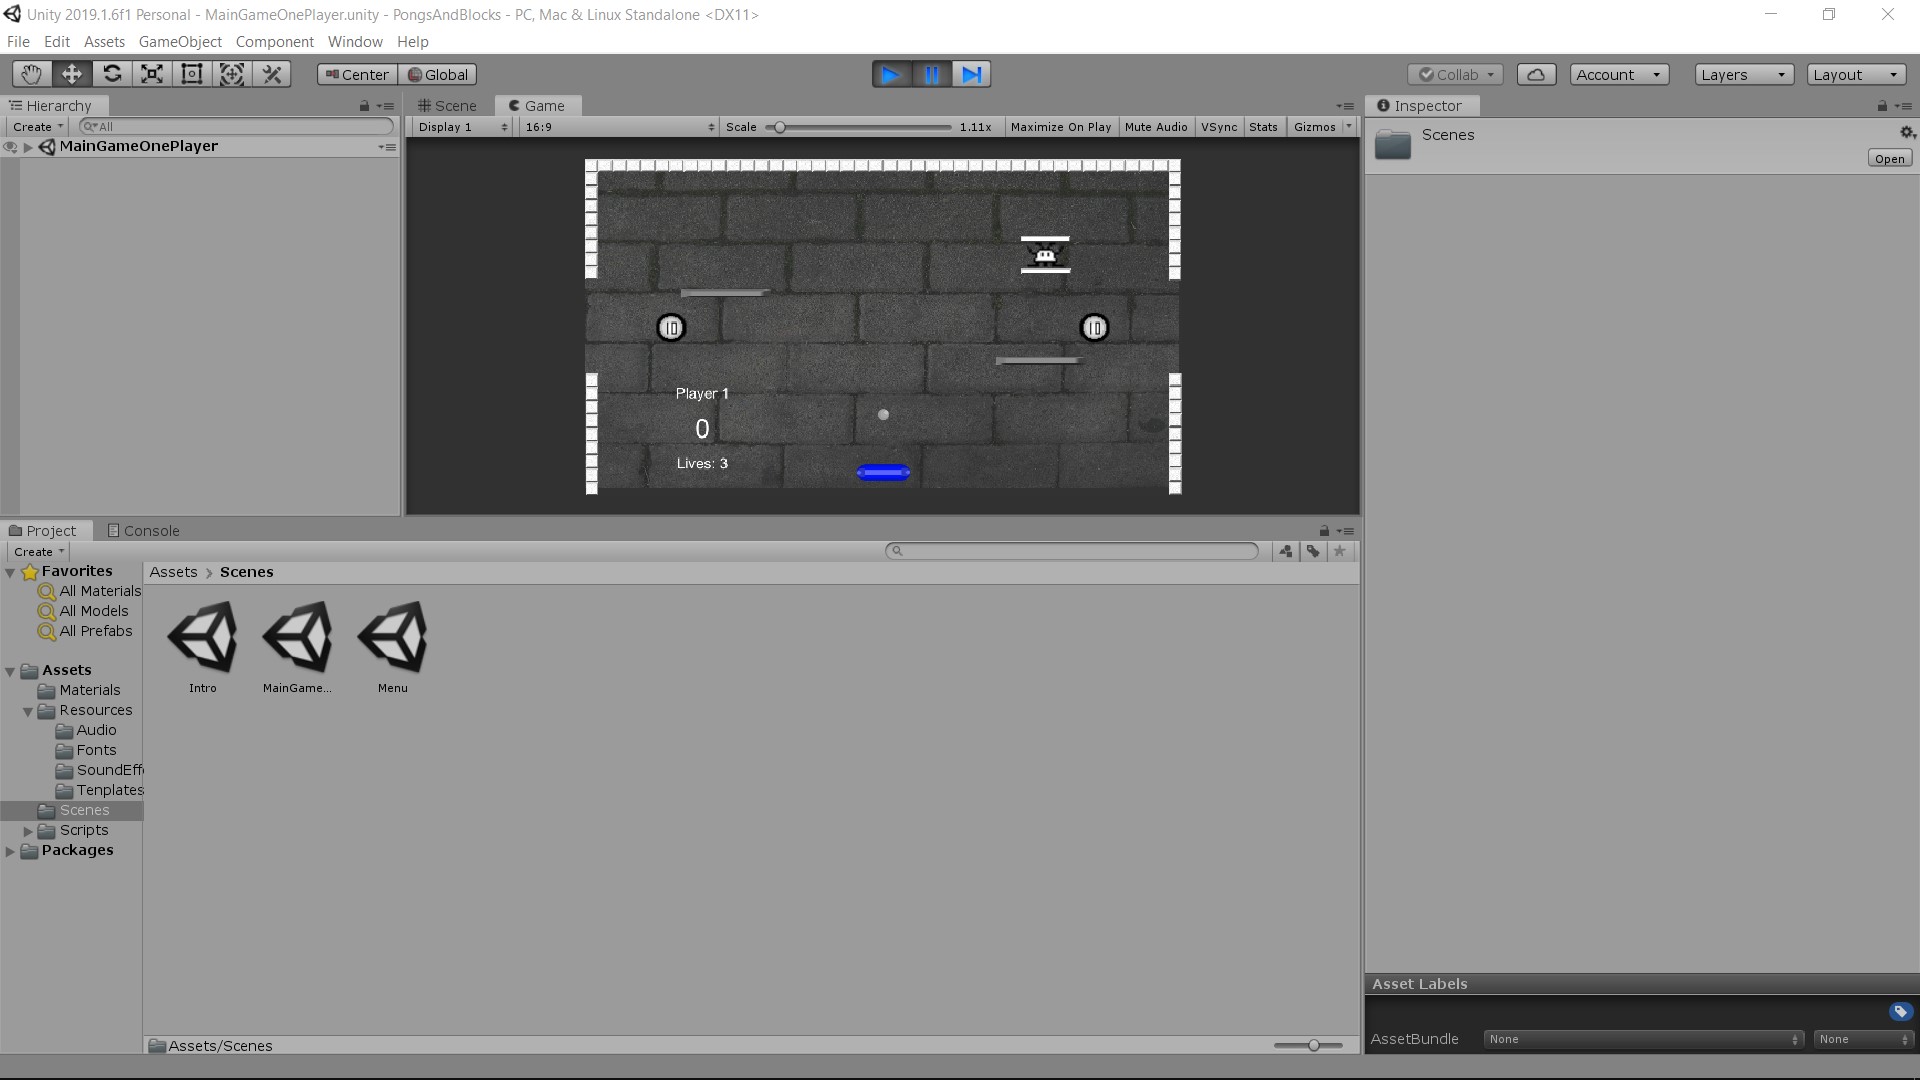 Unity 2019.1.6f1 Personal - MainGameOnePlayer.unity - PongsAndBlocks - PC, Mac & Linux Standalone <DX11>
File Edit Assets GameObject Component Window Help
Center Global Collab Account Layers Layout
Hierarchy
Create All
MainGameOnePlayer
Scene Game
Display 1 16:9 Scale 1.11x Maximize On Play Mute Audio VSync Stats Gizmos
10 10
Player 1
0
Lives: 3
Inspector
Scenes
Open
Project Console
Create
Favorites
All Materials
All Models
All Prefabs
Assets
Materials
Resources
Audio
Fonts
SoundEff
Tenplates
Scenes
Scripts
Packages
Assets > Scenes
Intro MainGame... Menu
Assets/Scenes
Asset Labels
AssetBundle None None